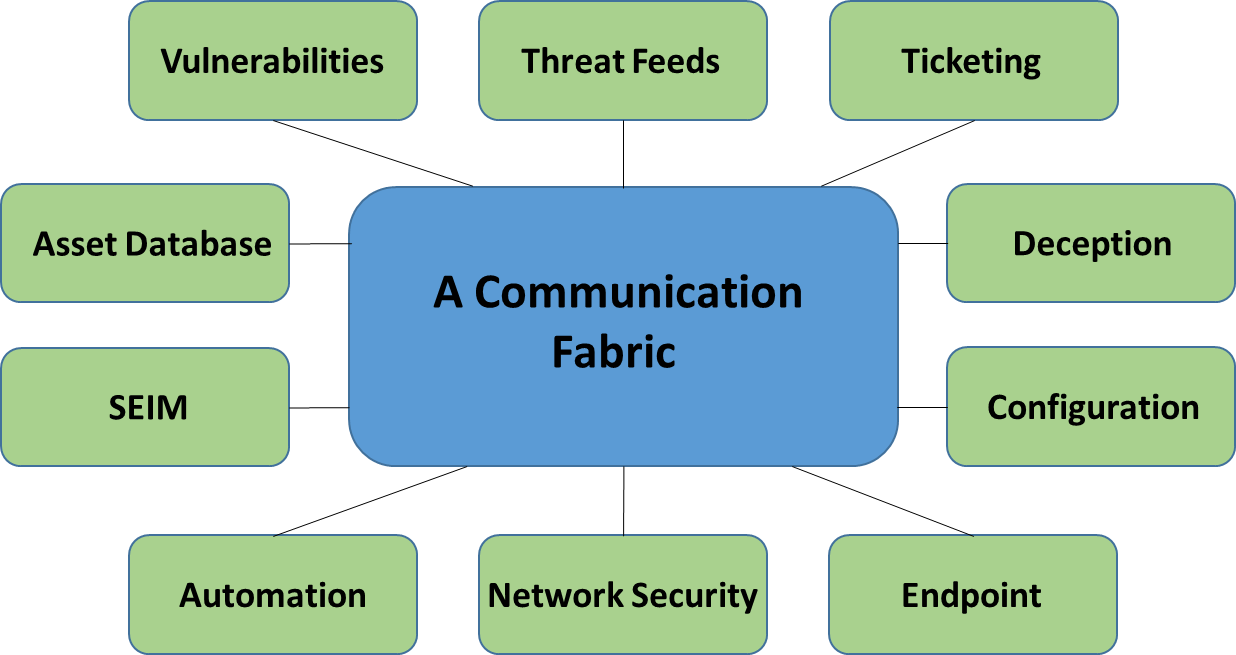 Vulnerabilities
Threat Feeds
Ticketing
Asset Database
A Communication
Fabric
Deception
SEIM
Configuration
Automation
Network Security
Endpoint